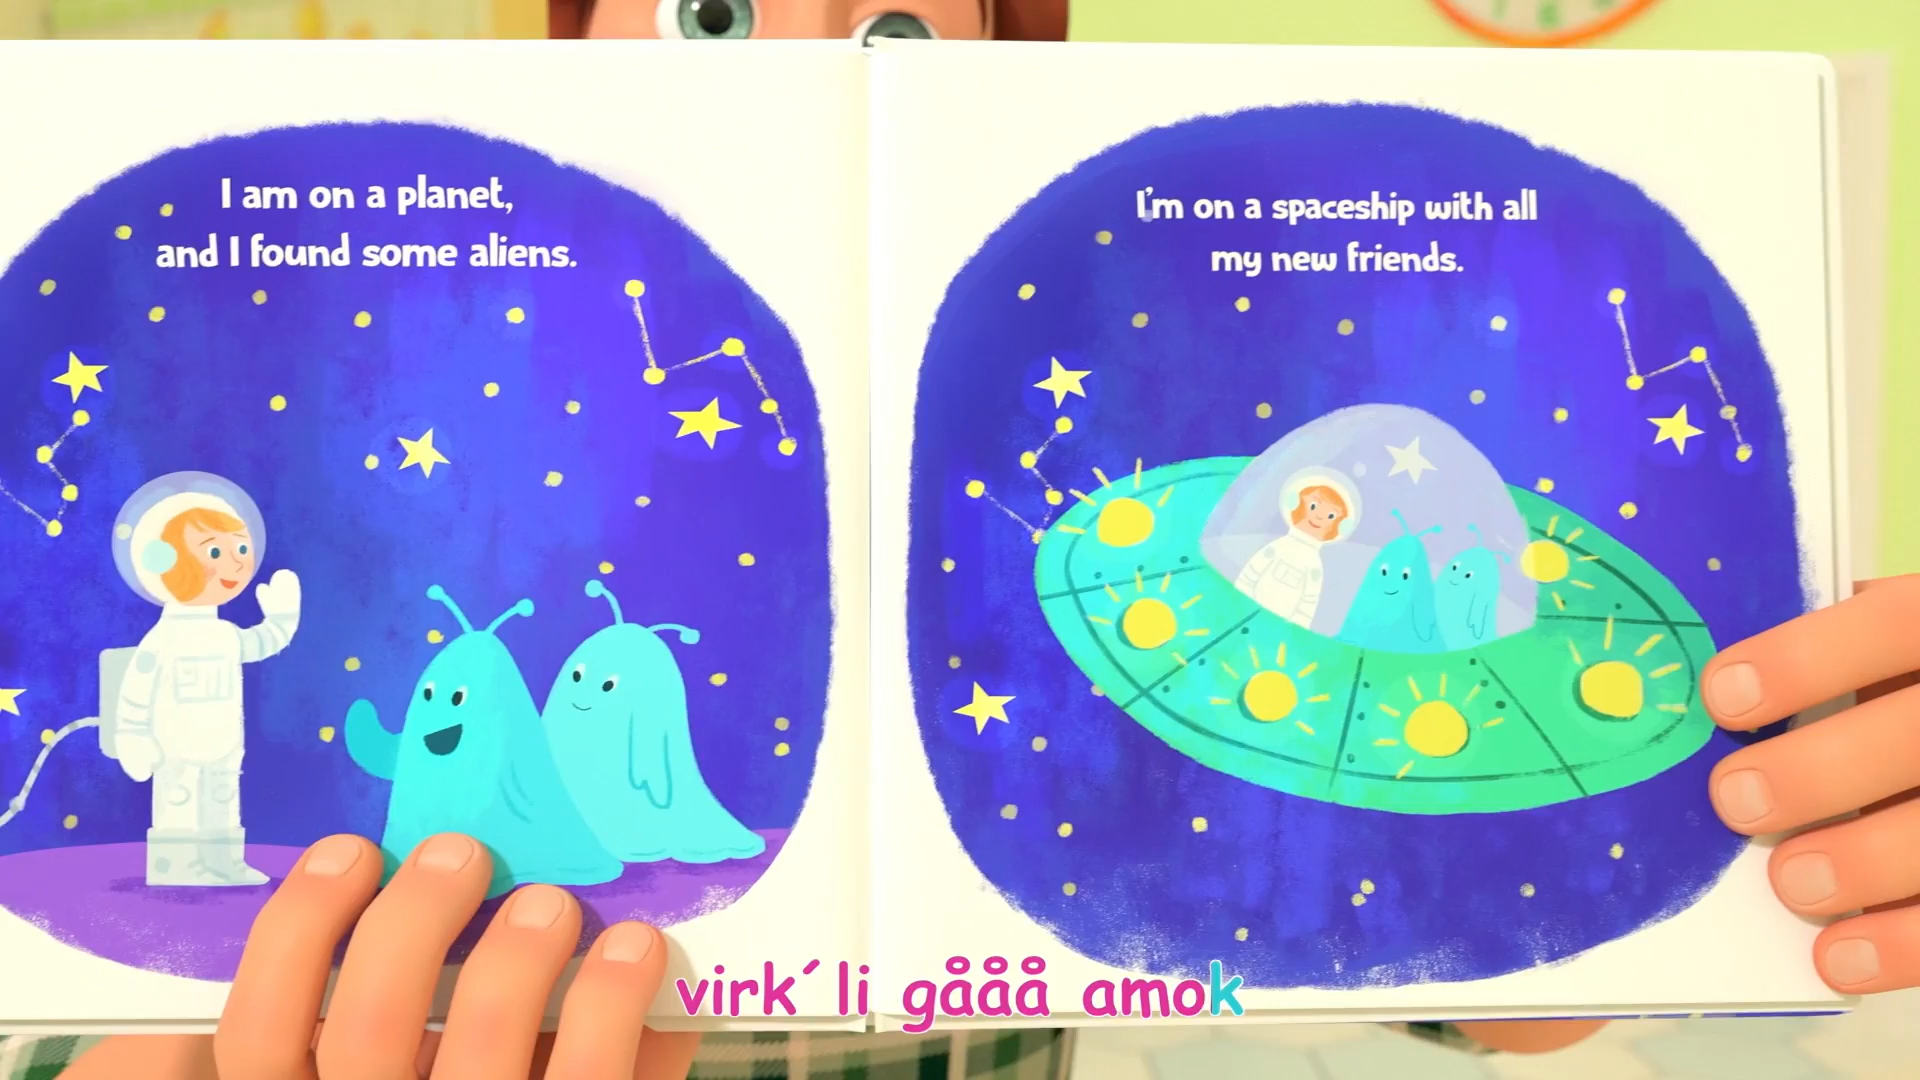 I am on a planet,
and I found some aliens.
I'm on a spaceship with all
my new friends.
virk´li gååå amok